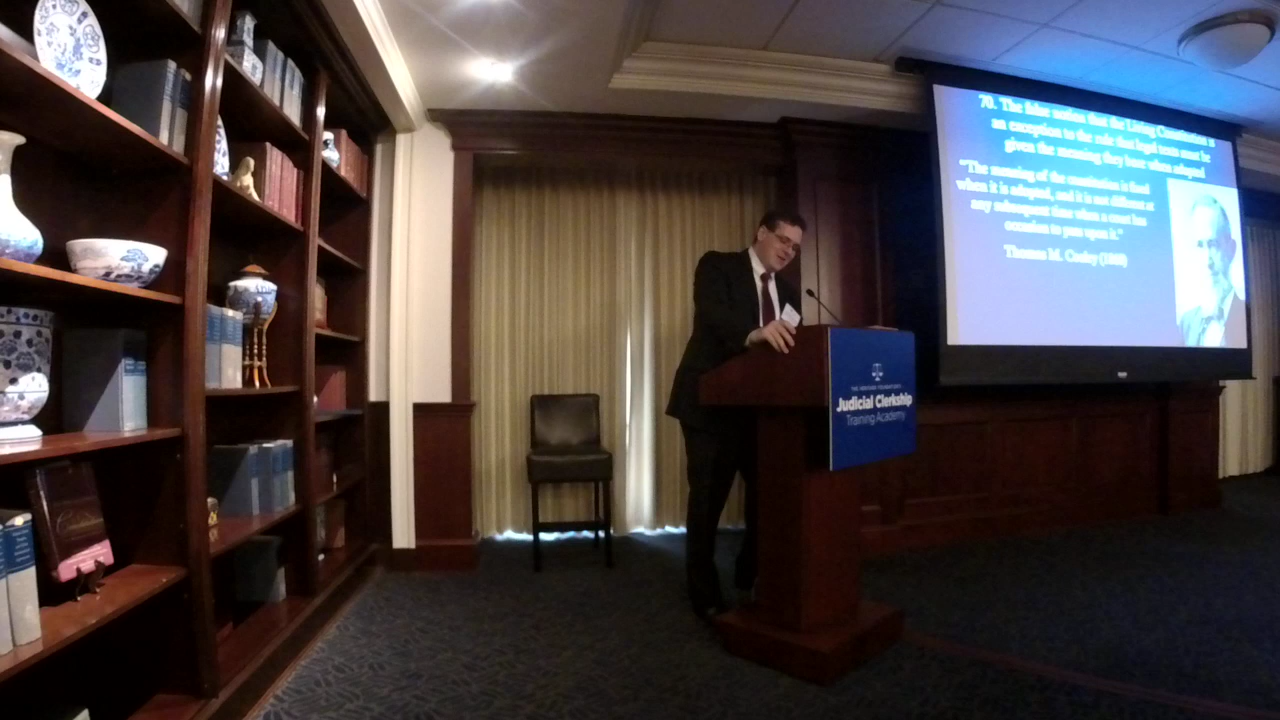 70. The false notion that the Living Constitution is
an exception to the rule that legal texts must be
given the meaning they bore when adopted
"The meaning of the constitution is fixed
when it is adopted, and it is not different at
any subsequent time when a court has
occasion to pass upon it."
Thomas M. Cooley (1868)
THE HERITAGE FOUNDATION'S
Judicial Clerkship
Training Academy